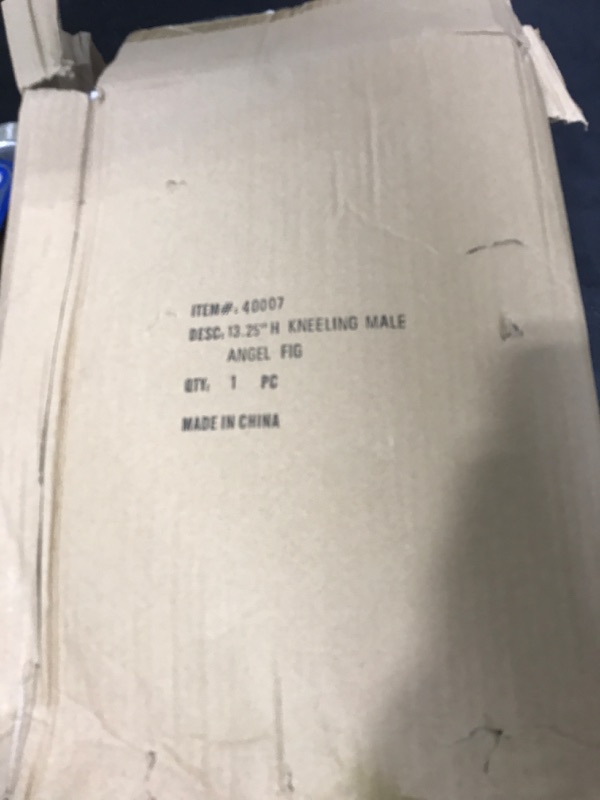 ITEM#: 40007
DESC: 13.25" H KNEELING MALE
ANGEL FIG
QTY: 1 PC
MADE IN CHINA